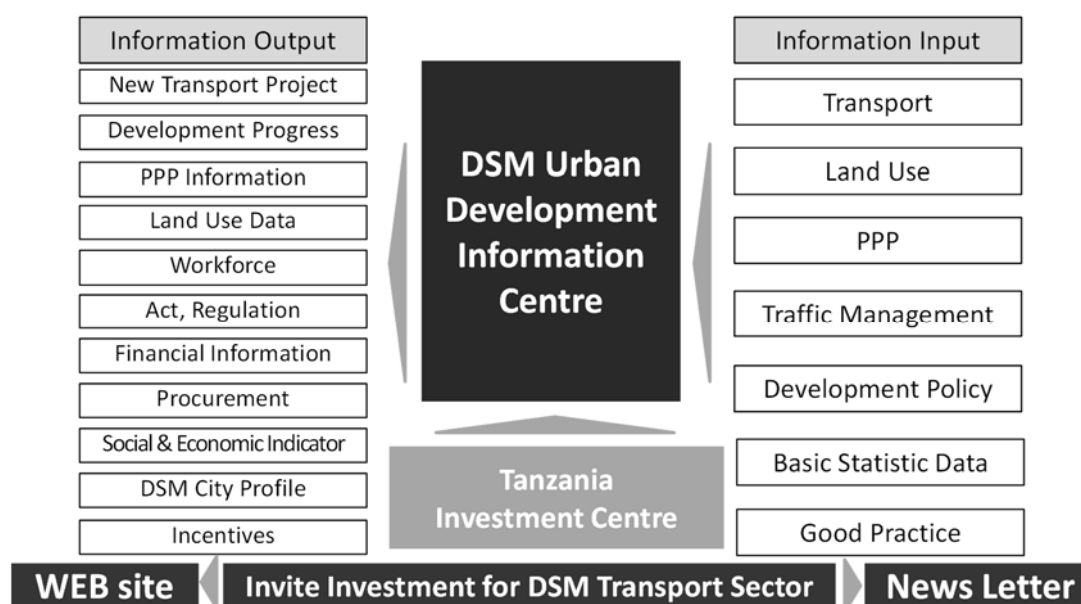 Information Output
New Transport Project
Development Progress
PPP Information
Land Use Data
Workforce
Act, Regulation
Financial Information
Procurement
Social & Economic Indicator
DSM City Profile
Incentives
DSM Urban
Development
Information
Centre
Tanzania
Investment Centre
Information Input
Transport
Land Use
PPP
Traffic Management
Development Policy
Basic Statistic Data
Good Practice
WEB site
Invite Investment for DSM Transport Sector
News Letter